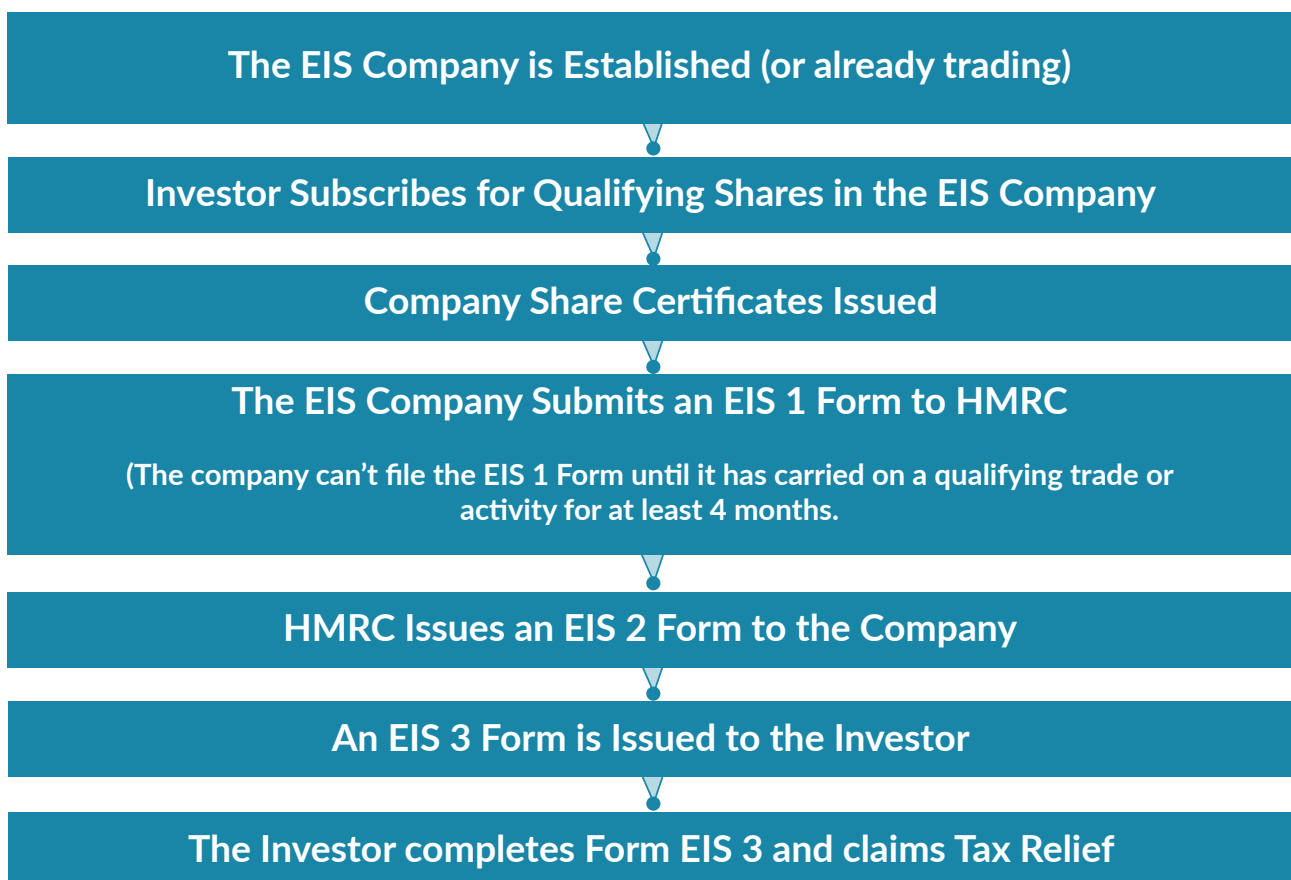 The EIS Company is Established (or already trading)
Investor Subscribes for Qualifying Shares in the EIS Company
Company Share Certificates Issued
The EIS Company Submits an EIS 1 Form to HMRC
(The company can't file the EIS 1 Form until it has carried on a qualifying trade or
activity for at least 4 months.
HMRC Issues an EIS 2 Form to the Company
An EIS 3 Form is Issued to the Investor
The Investor completes Form EIS 3 and claims Tax Relief